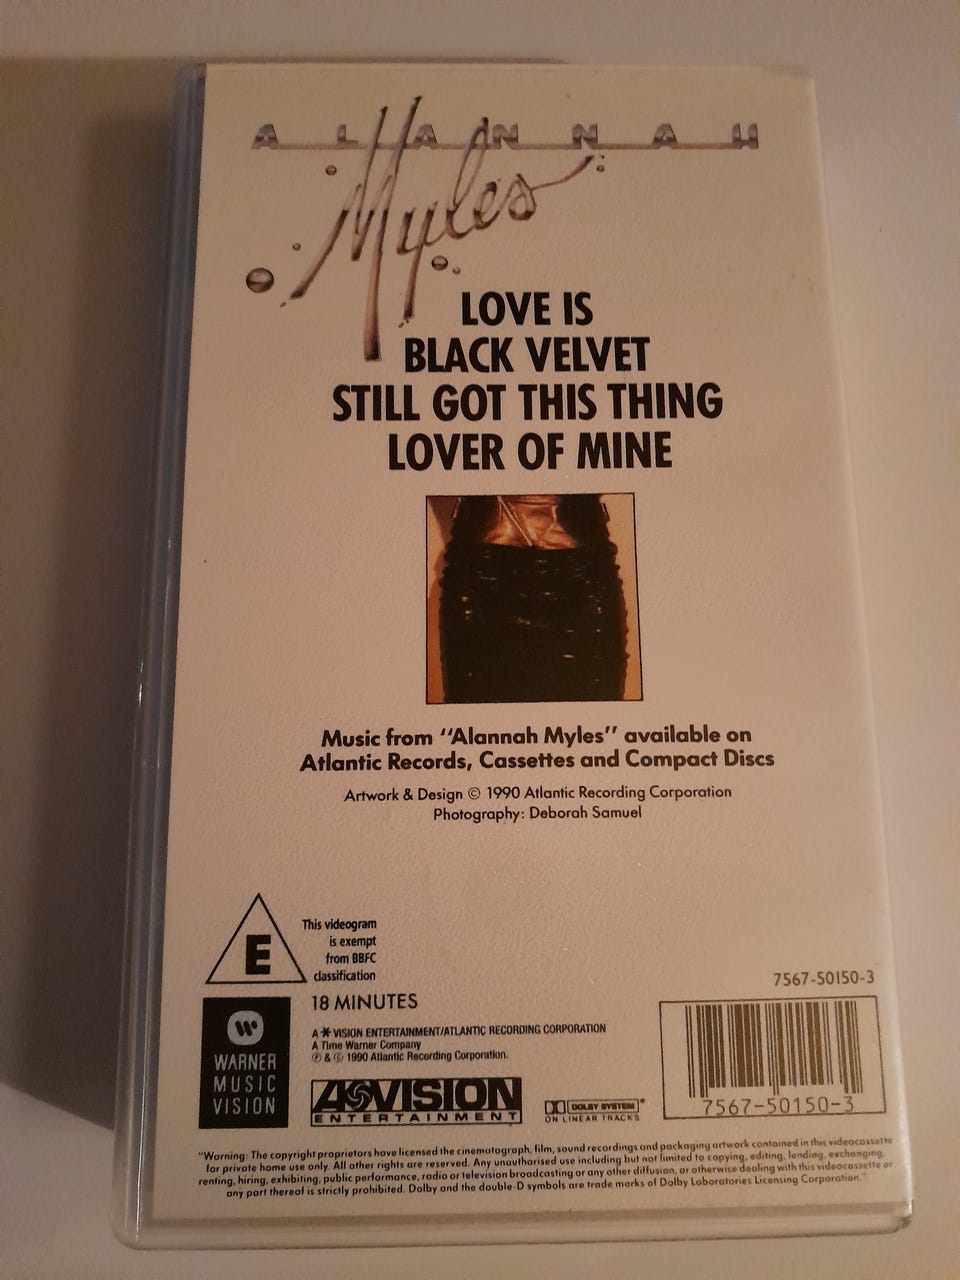 ALANNAH
Myles
LOVE IS
BLACK VELVET
STILL GOT THIS THING
LOVER OF MINE
Music from "Alannah Myles" available on
Atlantic Records, Cassettes and Compact Discs
Artwork & Design © 1990 Atlantic Recording Corporation
Photography: Deborah Samuel
E
This videogram
is exempt
from BBFC
classification
7567-50150-3
18 MINUTES
A * VISION ENTERTAINMENT/ATLANTIC RECORDING CORPORATION
A Time Warner Company
℗ & © 1990 Atlantic Recording Corporation.
WARNER
MUSIC
VISION
A*VISION
ENTERTAINMENT
DOLBY SYSTEM®
ON LINEAR TRACKS
7567-50150-3
"Warning: The copyright proprietors have licensed the cinematograph, film, sound recordings and packaging artwork contained in this videocassette
for private home use only. All other rights are reserved. Any unauthorised use including but not limited to copying, editing, lending, exchanging,
renting, hiring, exhibiting, public performance, radio or television broadcasting or any other diffusion, or otherwise dealing with this videocassette or
any part thereof is strictly prohibited. Dolby and the double-D symbols are trade marks of Dolby Laboratories Licensing Corporation."